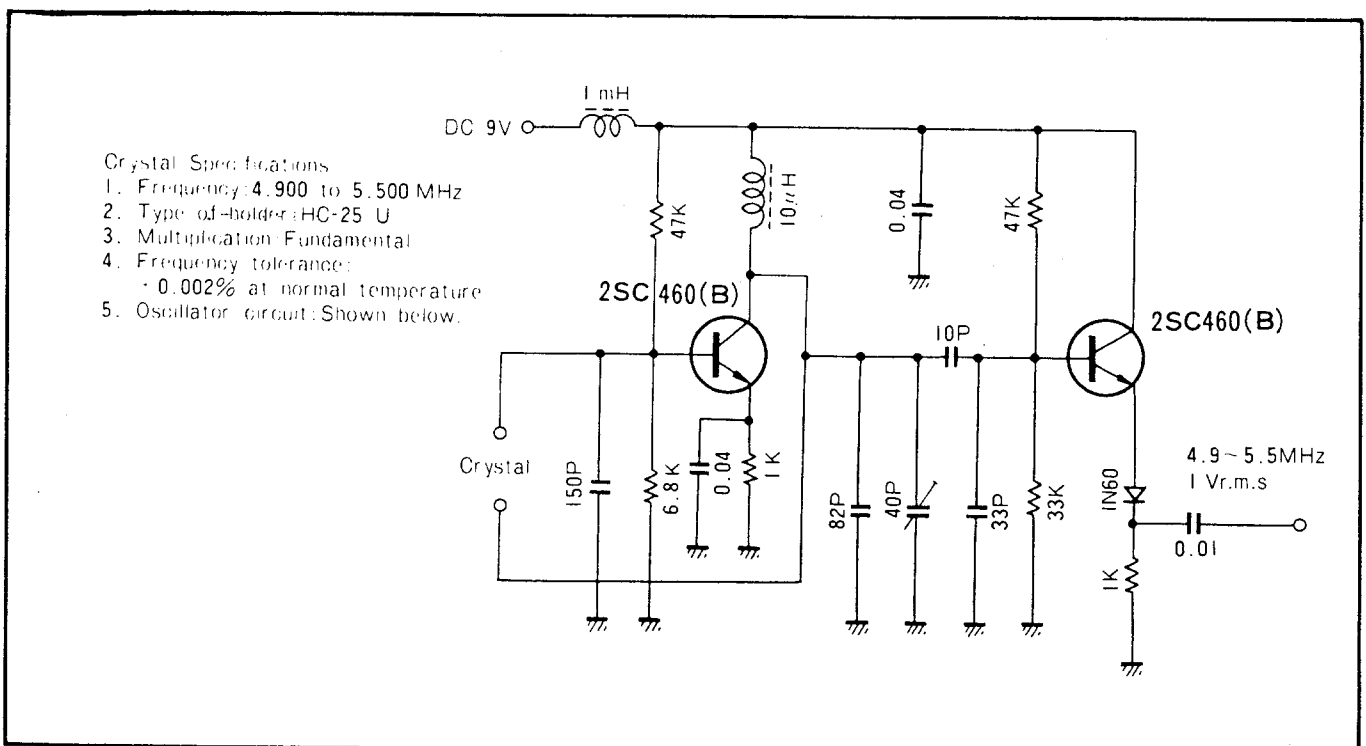 1 mH
DC 9V
Crystal Specifications
1. Frequency: 4.900 to 5.500 MHz
2. Type of holder: HC-25 U
3. Multiplication: Fundamental
4. Frequency tolerance:
0.002% at normal temperature
5. Oscillator circuit: Shown below.
47K
10μH
0.04
47K
2SC460(B)
2SC460(B)
10P
Crystal
150P
6.8K
0.04
1K
82P
40P
33P
33K
1N60
4.9~5.5MHz
1 Vr.m.s
0.01
1K